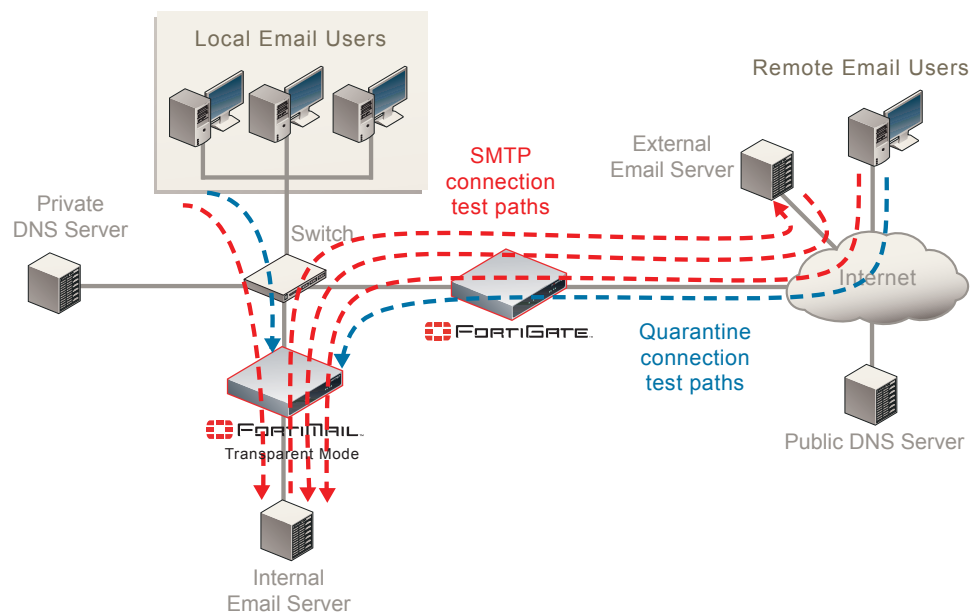 Local Email Users
Remote Email Users
SMTP
connection
test paths
External
Email Server
Private
DNS Server
Switch
Internet
FORTIGATE
Quarantine
connection
test paths
FORTIMAIL
Transparent Mode
Public DNS Server
Internal
Email Server